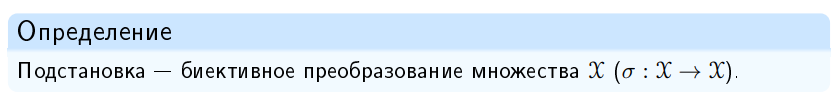 Определение
Подстановка — биективное преобразование множества 𝒳 (σ : 𝒳 → 𝒳).